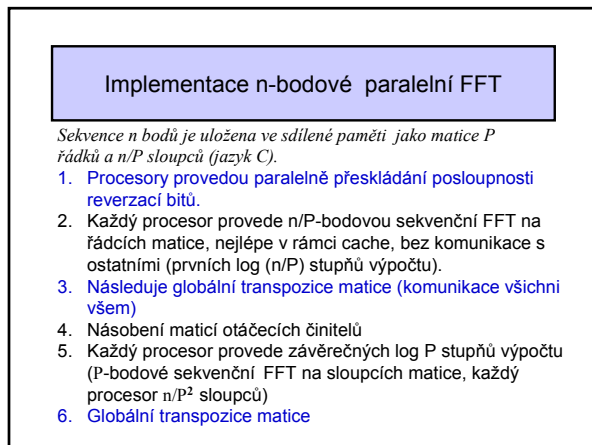 Implementace n-bodové paralelní FFT
Sekvence n bodů je uložena ve sdílené paměti jako matice P
řádků a n/P sloupců (jazyk C).
1. Procesory provedou paralelně přeskládání posloupnosti
reverzací bitů.
2. Každý procesor provede n/P-bodovou sekvenční FFT na
řádcích matice, nejlépe v rámci cache, bez komunikace s
ostatními (prvních log (n/P) stupňů výpočtu).
3. Následuje globální transpozice matice (komunikace všichni
všem)
4. Násobení maticí otáčecích činitelů
5. Každý procesor provede závěrečných log P stupňů výpočtu
(P-bodové sekvenční FFT na sloupcích matice, každý
procesor n/P² sloupců)
6. Globální transpozice matice